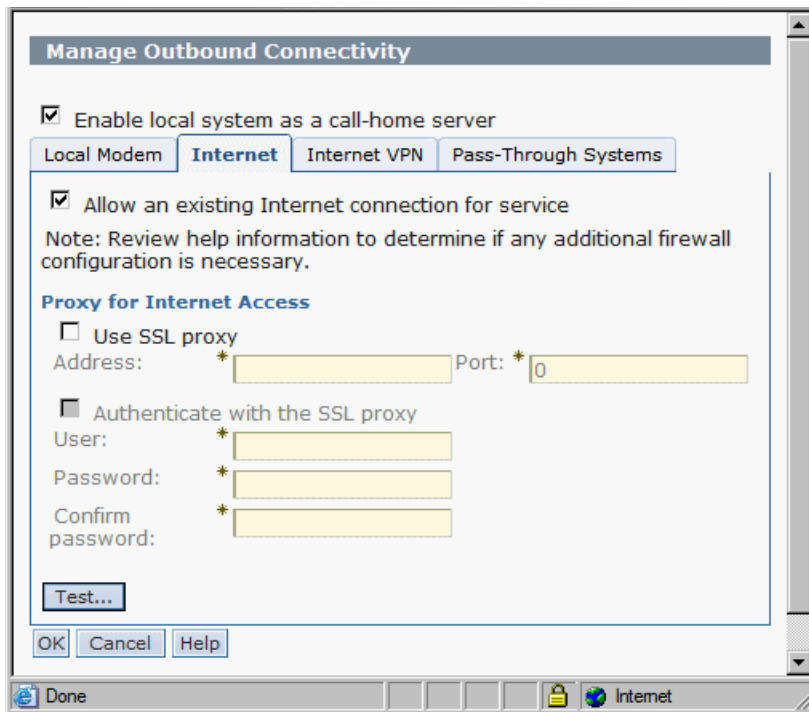 Manage Outbound Connectivity
Enable local system as a call-home server
Local Modem Internet Internet VPN Pass-Through Systems
Allow an existing Internet connection for service
Note: Review help information to determine if any additional firewall
configuration is necessary.
Proxy for Internet Access
Use SSL proxy
Address: * Port: * 0
Authenticate with the SSL proxy
User: *
Password: *
Confirm *
password:
Test...
OK Cancel Help
Done Internet